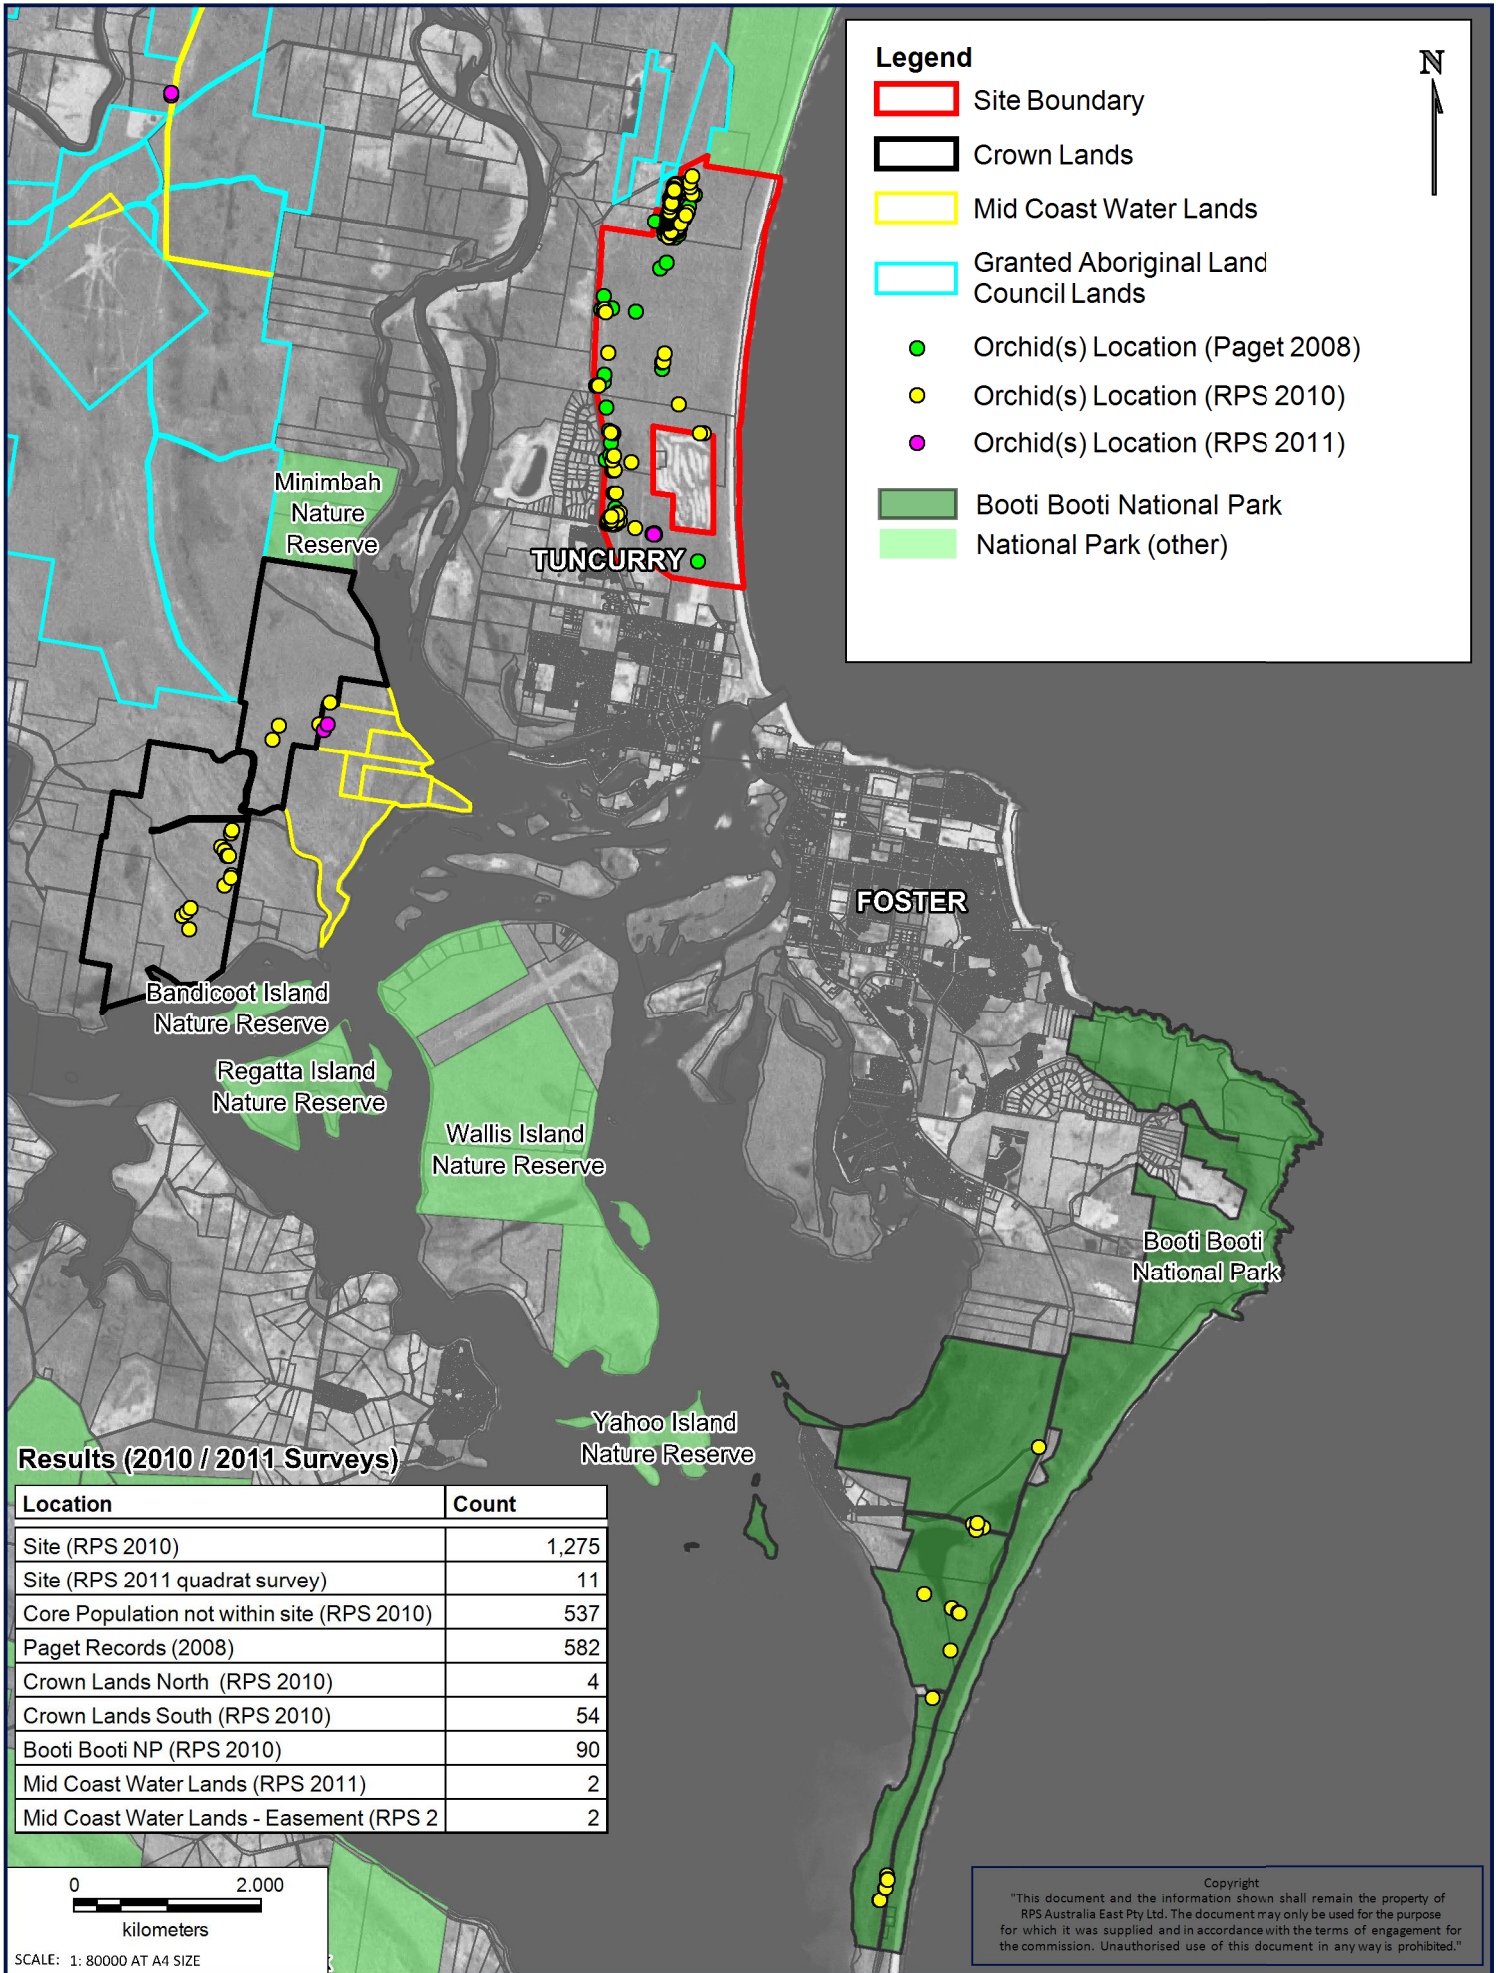 Legend
N
Site Boundary
Crown Lands
Mid Coast Water Lands
Granted Aboriginal Land
Council Lands
Orchid(s) Location (Paget 2008)
Orchid(s) Location (RPS 2010)
Orchid(s) Location (RPS 2011)
Booti Booti National Park
National Park (other)
Minimbah
Nature
Reserve
TUNCURRY
FOSTER
Bandicoot Island
Nature Reserve
Regatta Island
Nature Reserve
Wallis Island
Nature Reserve
Booti Booti
National Park
Yahoo Island
Nature Reserve
Results (2010 / 2011 Surveys)
Location Count
Site (RPS 2010) 1,275
Site (RPS 2011 quadrat survey) 11
Core Population not within site (RPS 2010) 537
Paget Records (2008) 582
Crown Lands North (RPS 2010) 4
Crown Lands South (RPS 2010) 54
Booti Booti NP (RPS 2010) 90
Mid Coast Water Lands (RPS 2011) 2
Mid Coast Water Lands - Easement (RPS 2 2
0 2.000
kilometers
SCALE: 1: 80000 AT A4 SIZE
Copyright
"This document and the information shown shall remain the property of
RPS Australia East Pty Ltd. The document may only be used for the purpose
for which it was supplied and in accordance with the terms of engagement for
the commission. Unauthorised use of this document in any way is prohibited."